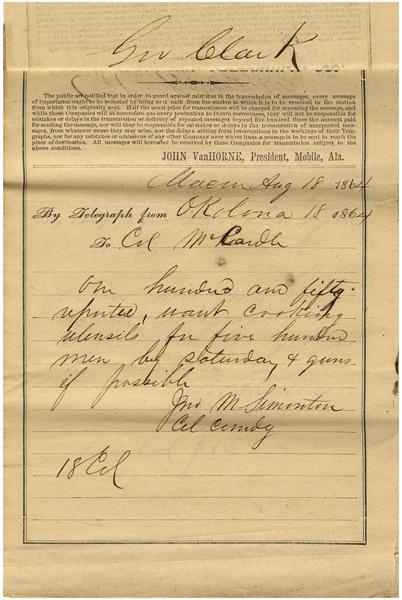 Gov Clark
The public are notified that in order to guard against mistakes in the transmission of messages, every message
of importance ought to be repeated by being sent back from the station at which it is to be received to the station
from which it is originally sent. Half the usual price for transmission will be charged for repeating the message, and
while these Companies will as heretofore use every precaution to insure correctness, they will not be responsible for
mistakes or delays in the transmission or delivery of repeated messages beyond five hundred times the amount paid
for sending the message, nor will they be responsible for mistakes or delays in the transmission of unrepeated messages,
from whatever cause they may arise, nor for delays arising from interruptions in the workings of their Telegraphs,
nor for any mistakes or omissions of any other Company over whose lines a message is to be sent to reach the
place of destination. All messages will hereafter be received by these Companies for transmission subject to the
above conditions.
JOHN VanHORNE, President, Mobile, Ala.
Macon Aug 18 1864
By Telegraph from Okolona 18 1864
To Col McCardle
One hundred and fifty
reported, want cooking
utensils for five hundred
men by saturday, & guns
if possible
Jno M Simonton
Col Comdg
18 Col